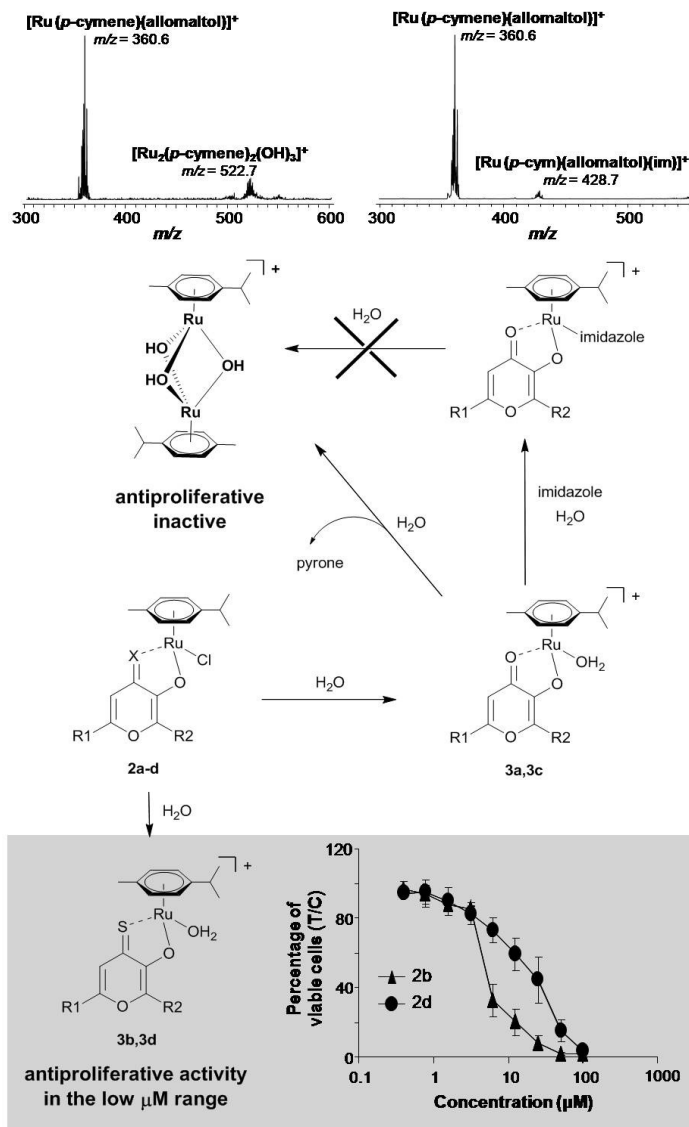 [Ru (p-cymene)(allomaltol)]⁺
m/z = 360.6
[Ru₂(p-cymene)₂(OH)₃]⁺
m/z = 522.7
300 400 500 600
m/z
[Ru (p-cymene)(allomaltol)]⁺
m/z = 360.6
[Ru (p-cym)(allomaltol)(im)]⁺
m/z = 428.7
300 400 500
m/z
+
Ru
HO
HO
OH
Ru
antiproliferative
inactive
H₂O
+
Ru
imidazole
O
O
R1 O R2
H₂O
pyrone
imidazole
H₂O
Ru
Cl
X
O
R1 O R2
2a-d
H₂O
+
Ru
OH₂
O
O
R1 O R2
3a,3c
H₂O
+
Ru
OH₂
S
O
R1 O R2
3b,3d
antiproliferative activity
in the low μM range
Percentage of
viable cells (T/C)
120
80
40
0
2b
2d
0.1 1 10 100 1000
Concentration (μM)